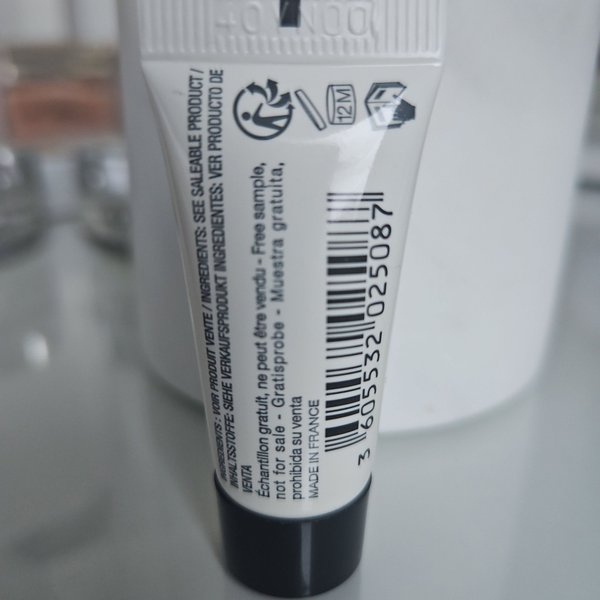 INGREDIENTS: VOIR PRODUIT VENTE / INGREDIENTS: SEE SALEABLE PRODUCT /
INHALTSSTOFFE: SIEHE VERKAUFSPRODUKT INGREDIENTES: VER PRODUCTO DE
VENTA
Échantillon gratuit, ne peut être vendu - Free sample,
not for sale - Gratisprobe - Muestra gratuita,
prohibida su venta
MADE IN FRANCE
12M
3 605532 025087